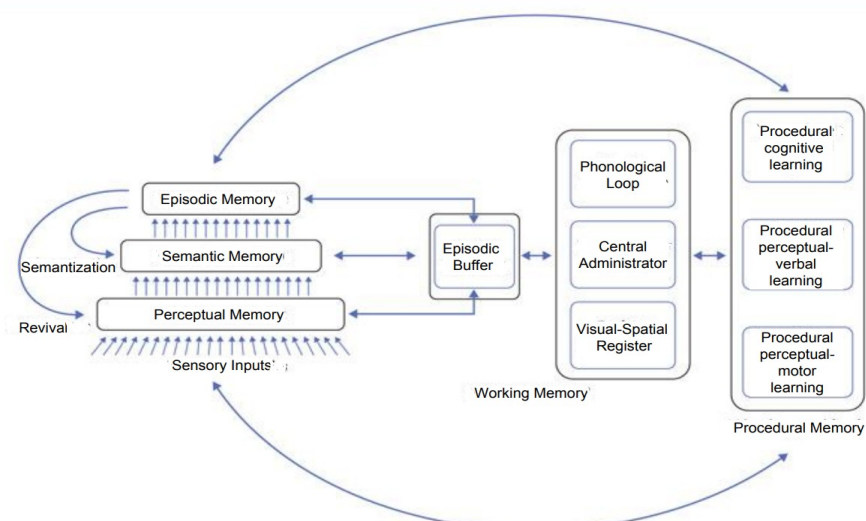 Episodic Memory
Semantic Memory
Semantization
Perceptual Memory
Revival
Sensory Inputs
Episodic
Buffer
Phonological
Loop
Central
Administrator
Visual-Spatial
Register
Working Memory
Procedural
cognitive
learning
Procedural
perceptual-
verbal
learning
Procedural
perceptual-
motor
learning
Procedural Memory